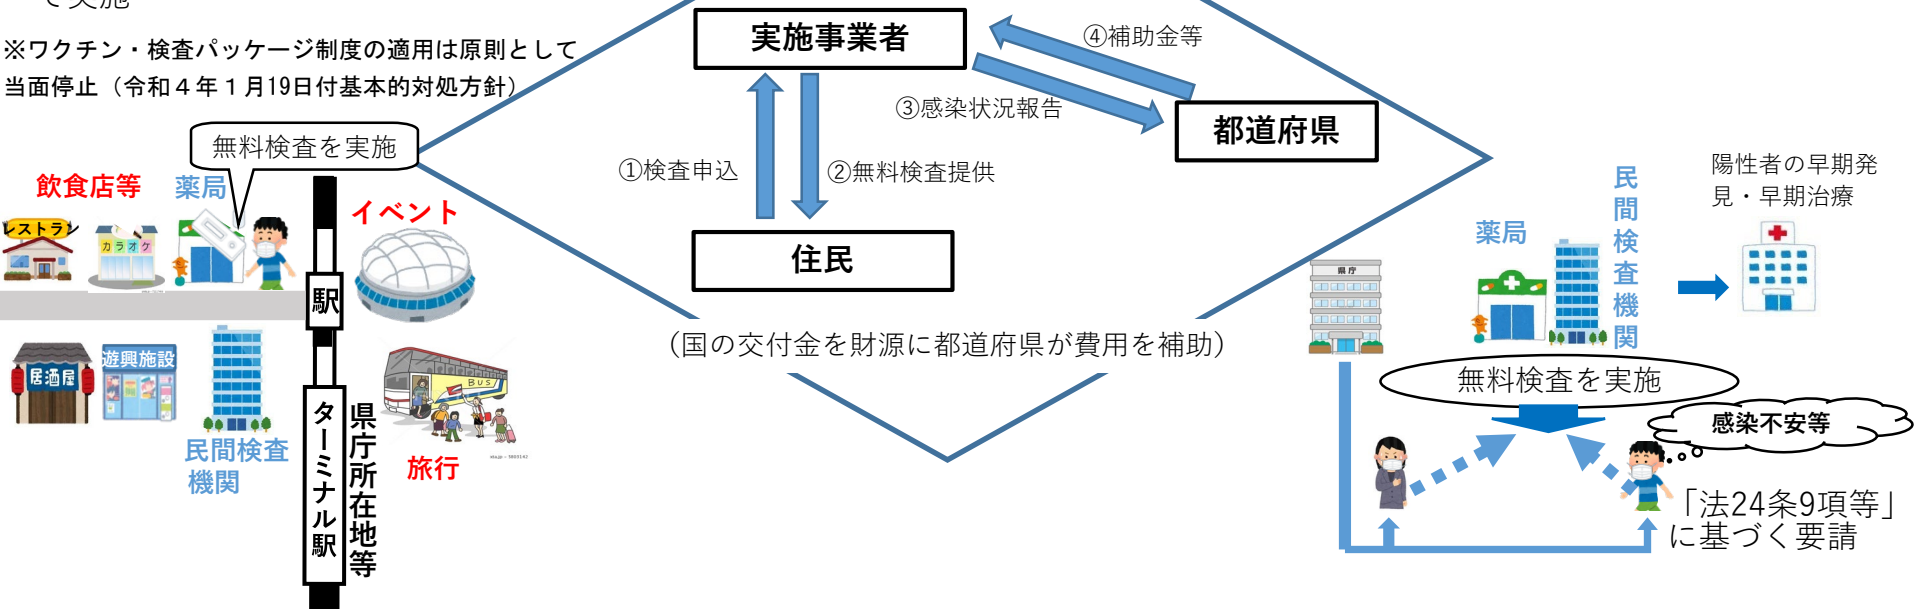 で実施
※ワクチン・検査パッケージ制度の適用は原則として
当面停止（令和４年１月19日付基本的対処方針）
無料検査を実施
飲食店等
薬局
レストラン
カラオケ
イベント
駅
居酒屋
遊興施設
民間検査
機関
BUS
旅行
ターミナル駅
県庁所在地等
実施事業者
④補助金等
③感染状況報告
都道府県
①検査申込
②無料検査提供
住民
（国の交付金を財源に都道府県が費用を補助）
県庁
薬局
民間検査機関
陽性者の早期発
見・早期治療
無料検査を実施
感染不安等
「法24条9項等」
に基づく要請